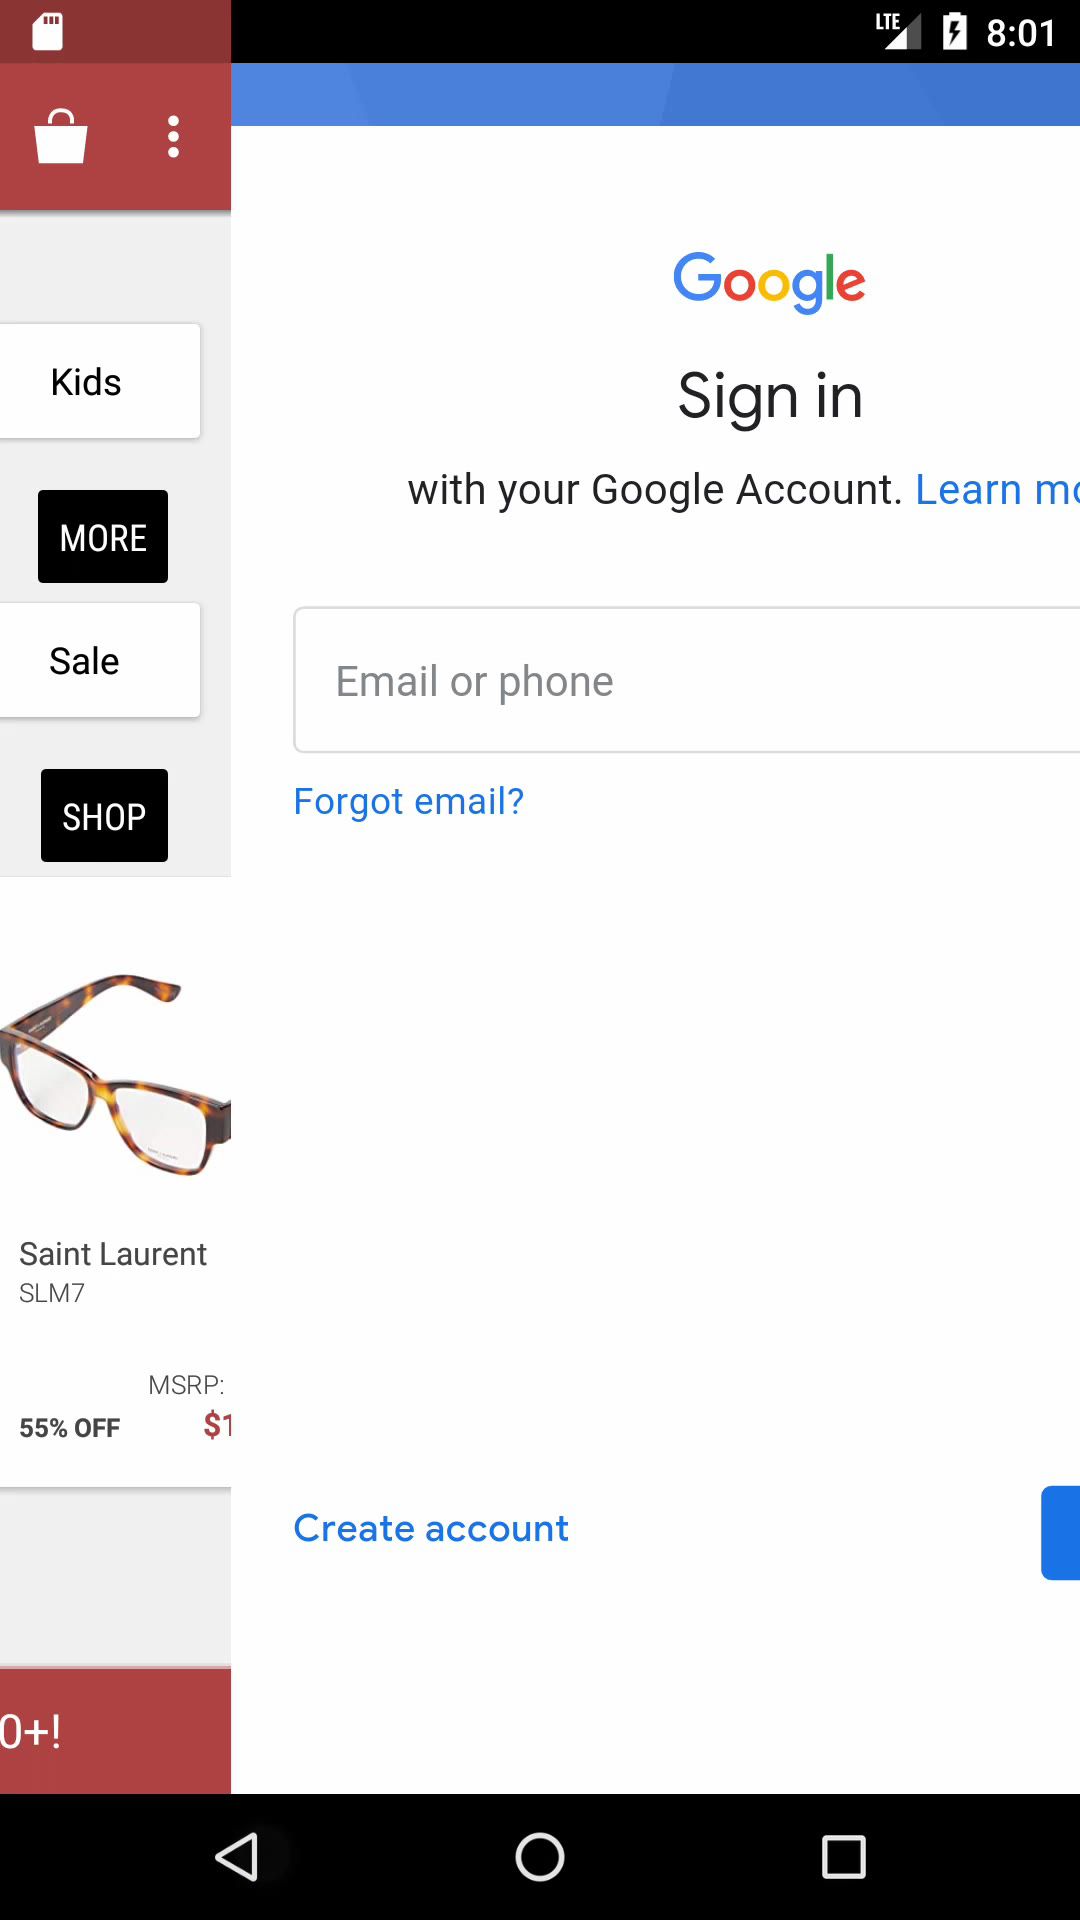 LTE 8:01
Google
Sign in
with your Google Account. Learn mo
Email or phone
Forgot email?
Create account
Kids
MORE
Sale
SHOP
Saint Laurent
SLM7
MSRP:
55% OFF $1
0+!